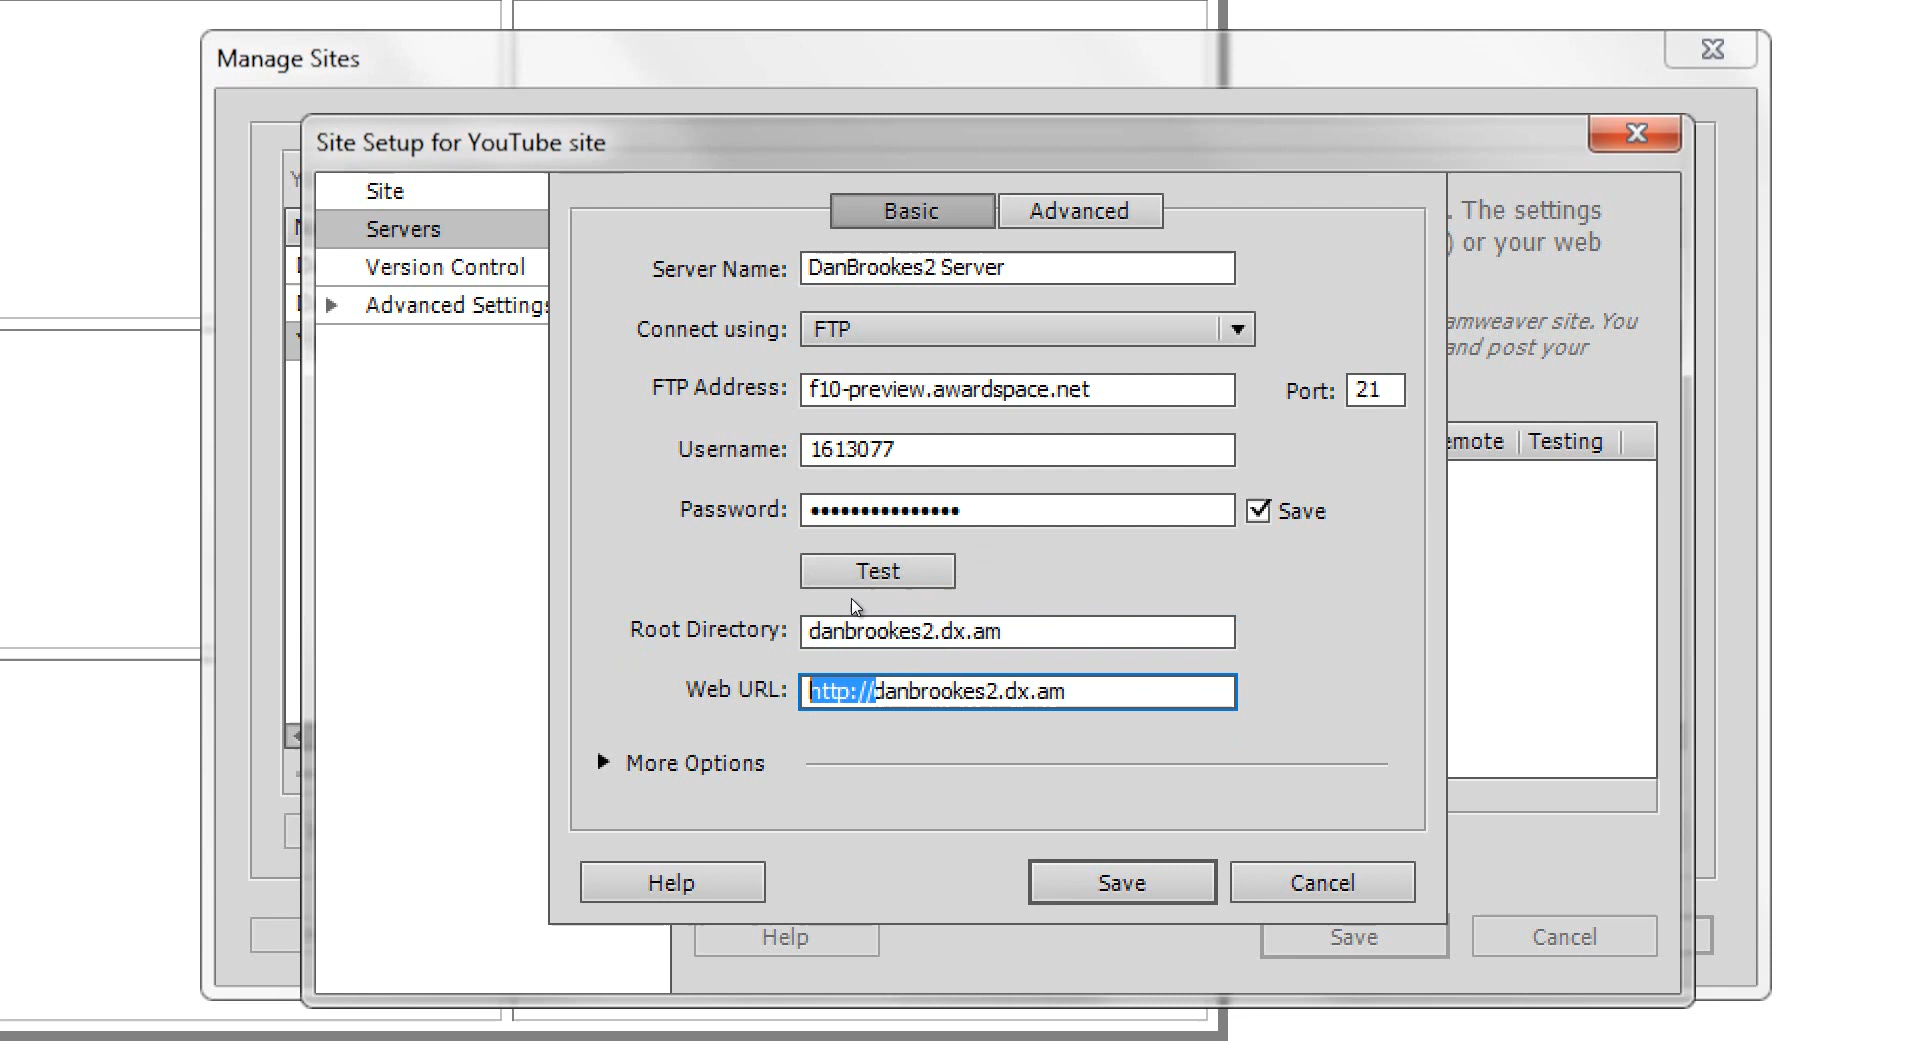 Manage Sites
Site Setup for YouTube site
Site
Servers
Version Control
Advanced Settings
Basic
Advanced
Server Name: DanBrookes2 Server
Connect using: FTP
FTP Address: f10-preview.awardspace.net Port: 21
Username: 1613077
Password: •••••••••••••••
Save
Test
Root Directory: danbrookes2.dx.am
Web URL: http://danbrookes2.dx.am
More Options
Help
Save
Cancel
. The settings
) or your web
amweaver site. You
and post your
emote Testing
Help
Save
Cancel